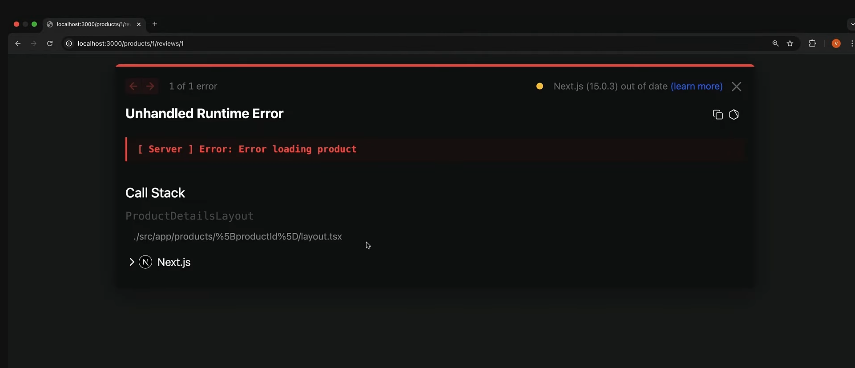 localhost:3000/products/1/re
localhost:3000/products/1/reviews/1
1 of 1 error
Next.js (15.0.3) out of date (learn more)
Unhandled Runtime Error
[ Server ] Error: Error loading product
Call Stack
ProductDetailsLayout
./src/app/products/%5BproductId%5D/layout.tsx
N Next.js